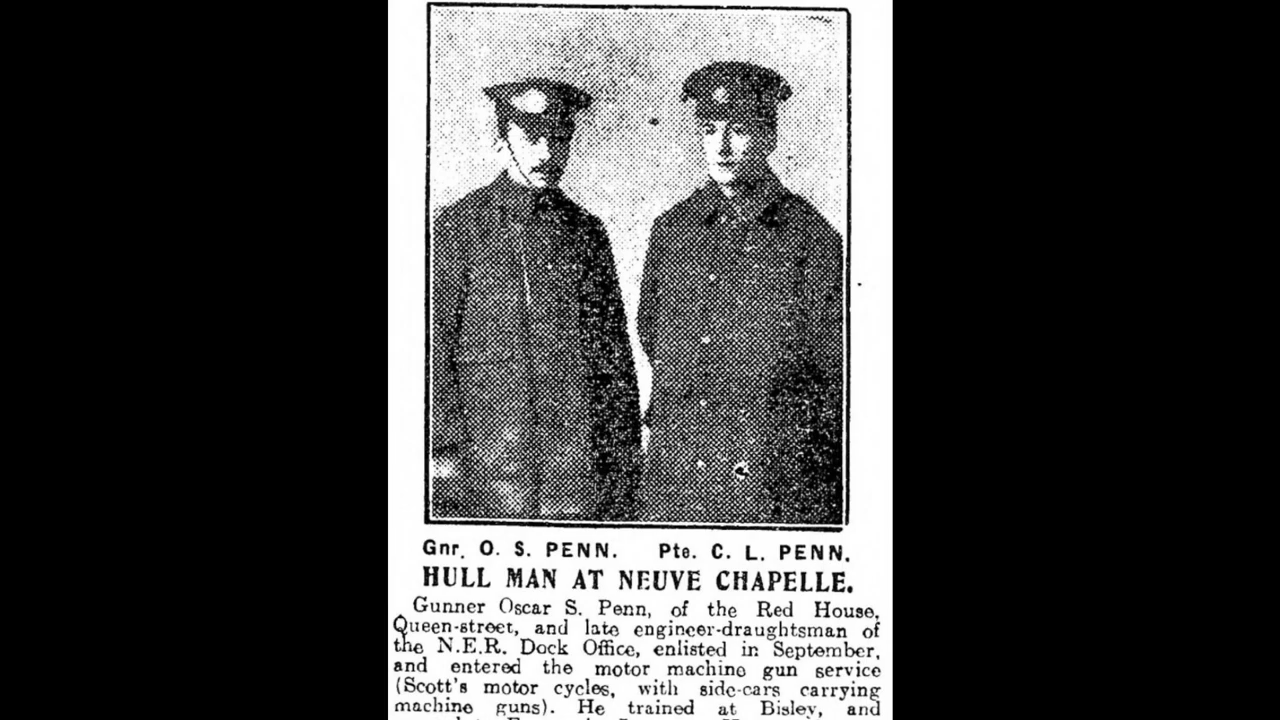 Gnr. O. S. PENN. Pte. C. L. PENN.
HULL MAN AT NEUVE CHAPELLE.
Gunner Oscar S. Penn, of the Red House,
Queen-street, and late engineer-draughtsman of
the N.E.R. Dock Office, enlisted in September,
and entered the motor machine gun service
(Scott's motor cycles, with side-cars carrying
machine guns). He trained at Bisley, and